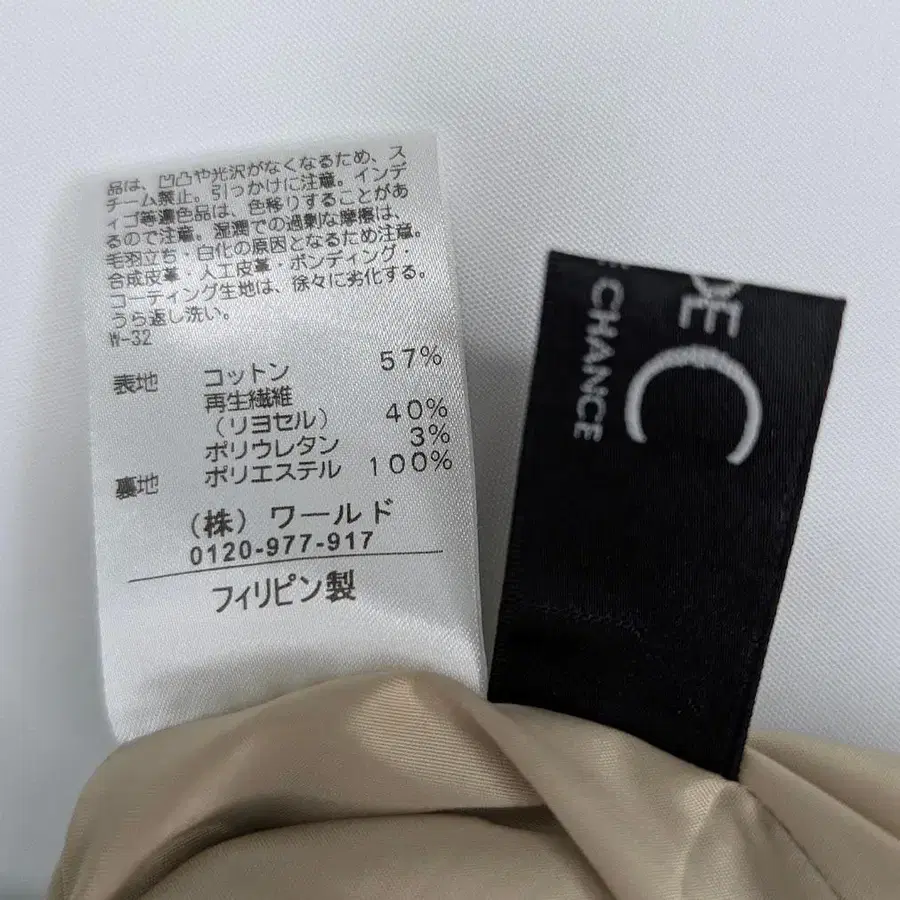 品は、凹凸や光沢がなくなるため、ス
チーム禁止。引っかけに注意。インデ
ィゴ等濃色品は、色移りすることがあ
るので注意。湿潤での過剰な摩擦は、
毛羽立ち・白化の原因となるため注意。
合成皮革・人工皮革・ボンディング・
コーティング生地は、徐々に劣化する。
うら返し洗い。
W-32
表地 コットン 57%
再生繊維
(リヨセル) 40%
ポリウレタン 3%
裏地 ポリエステル 100%
(株) ワールド
0120-977-917
フィリピン製
DE C
E CHANCE